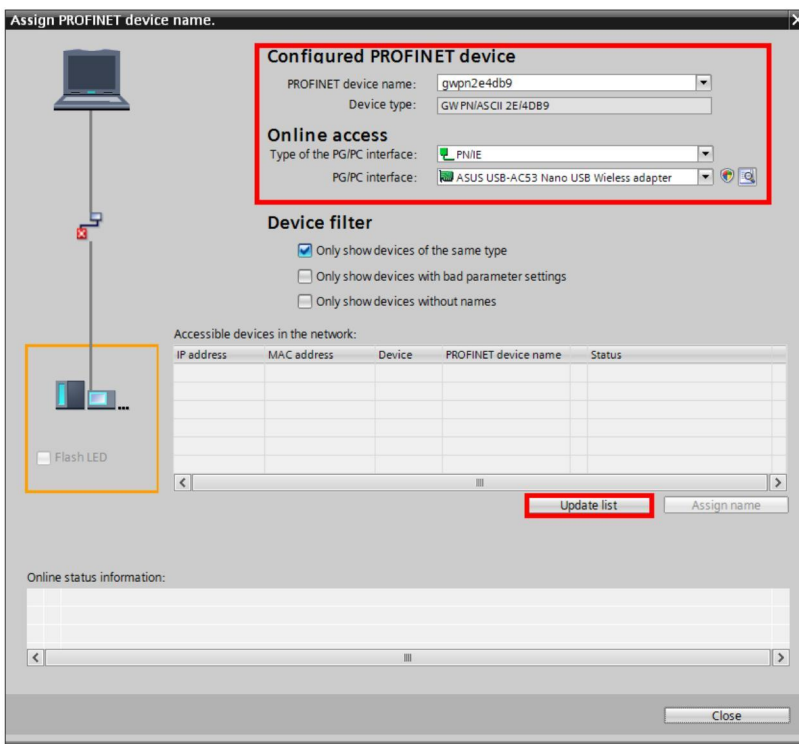 Assign PROFINET device name.
Configured PROFINET device
PROFINET device name: gwpn2e4db9
Device type: GW PN/ASCII 2E/4DB9
Online access
Type of the PG/PC interface: PN/IE
PG/PC interface: ASUS USB-AC53 Nano USB Wieless adapter
Device filter
Only show devices of the same type
Only show devices with bad parameter settings
Only show devices without names
Accessible devices in the network:
IP address MAC address Device PROFINET device name Status
Flash LED
Update list Assign name
Online status information:
Close